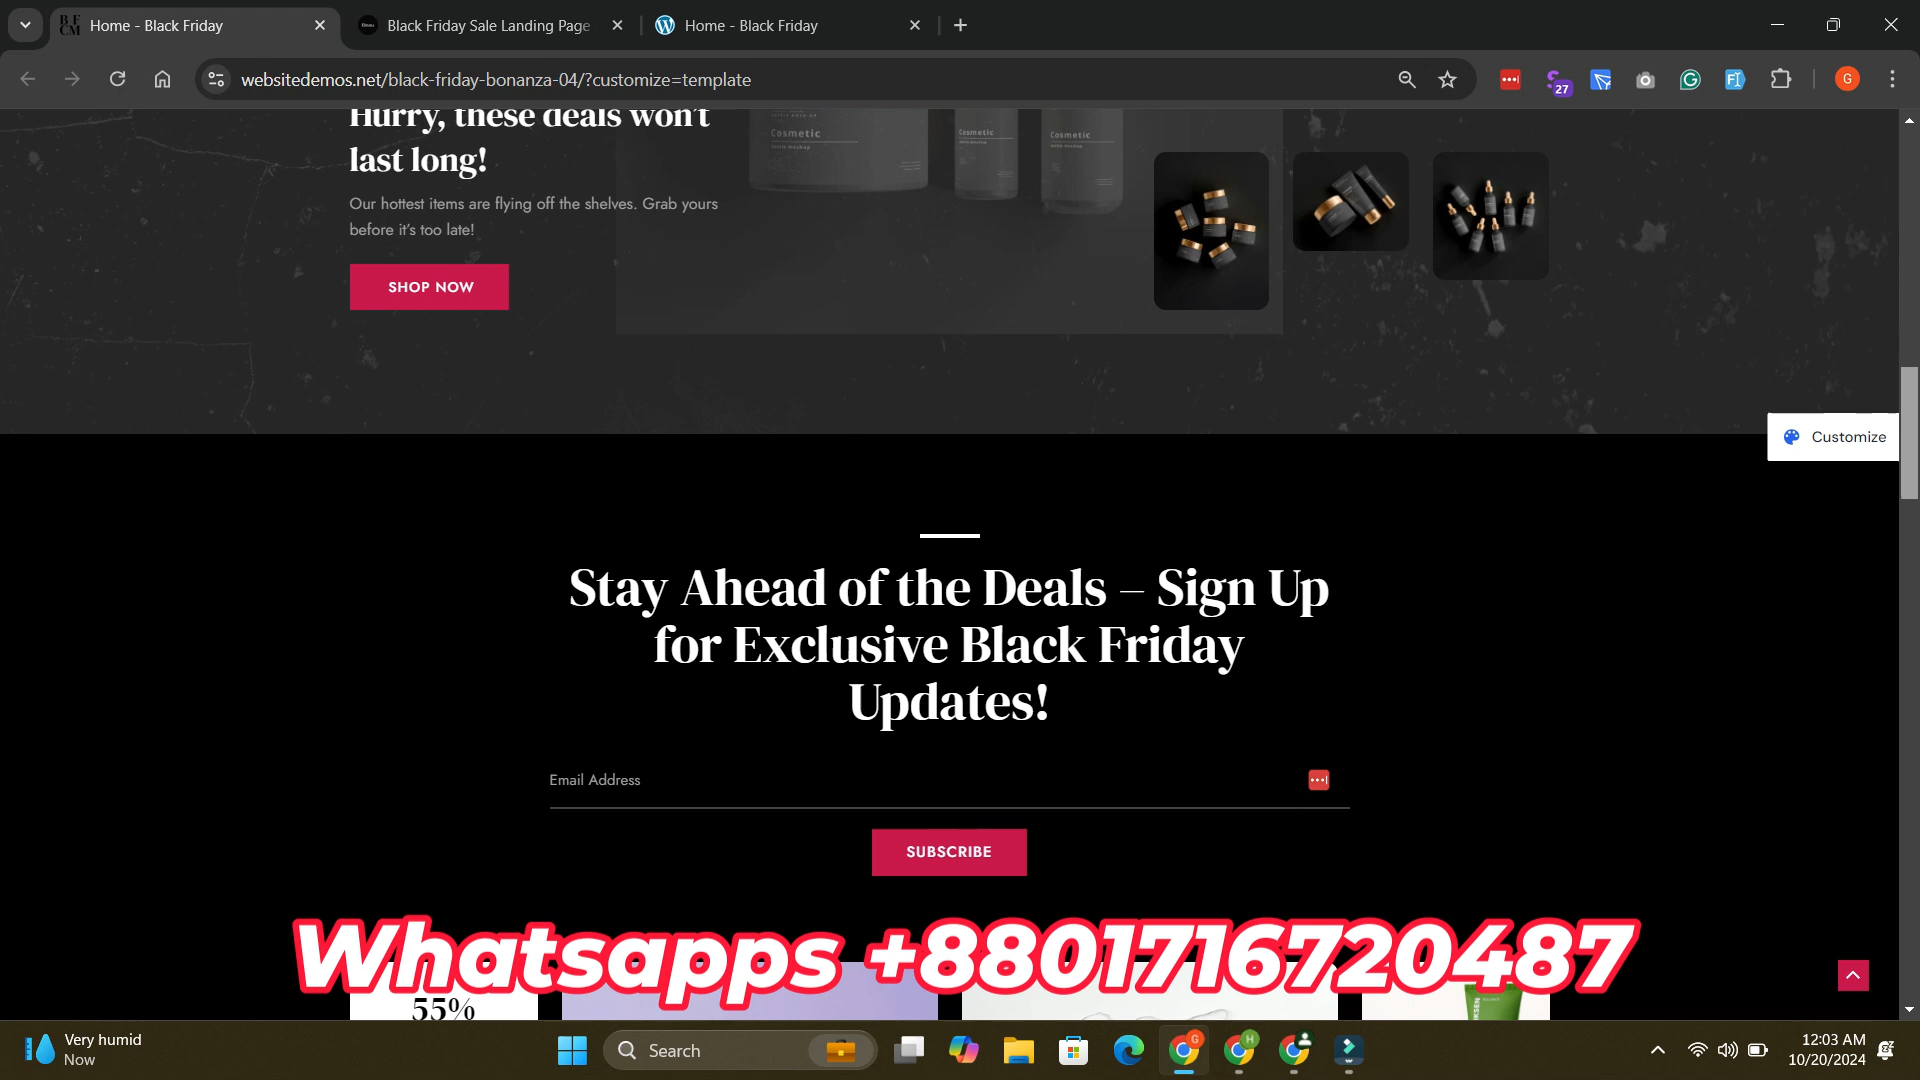 Home - Black Friday
Black Friday Sale Landing Page
Home - Black Friday
websitedemos.net/black-friday-bonanza-04/?customize=template
27
G
Hurry, these deals won't
last long!
Our hottest items are flying off the shelves. Grab yours
before it's too late!
SHOP NOW
Cosmetic
Cosmetic
Cosmetic
Customize
Stay Ahead of the Deals – Sign Up
for Exclusive Black Friday
Updates!
Email Address
SUBSCRIBE
Whatsapps +8801716720487
55%
Very humid
Now
Search
G
H
12:03 AM
10/20/2024